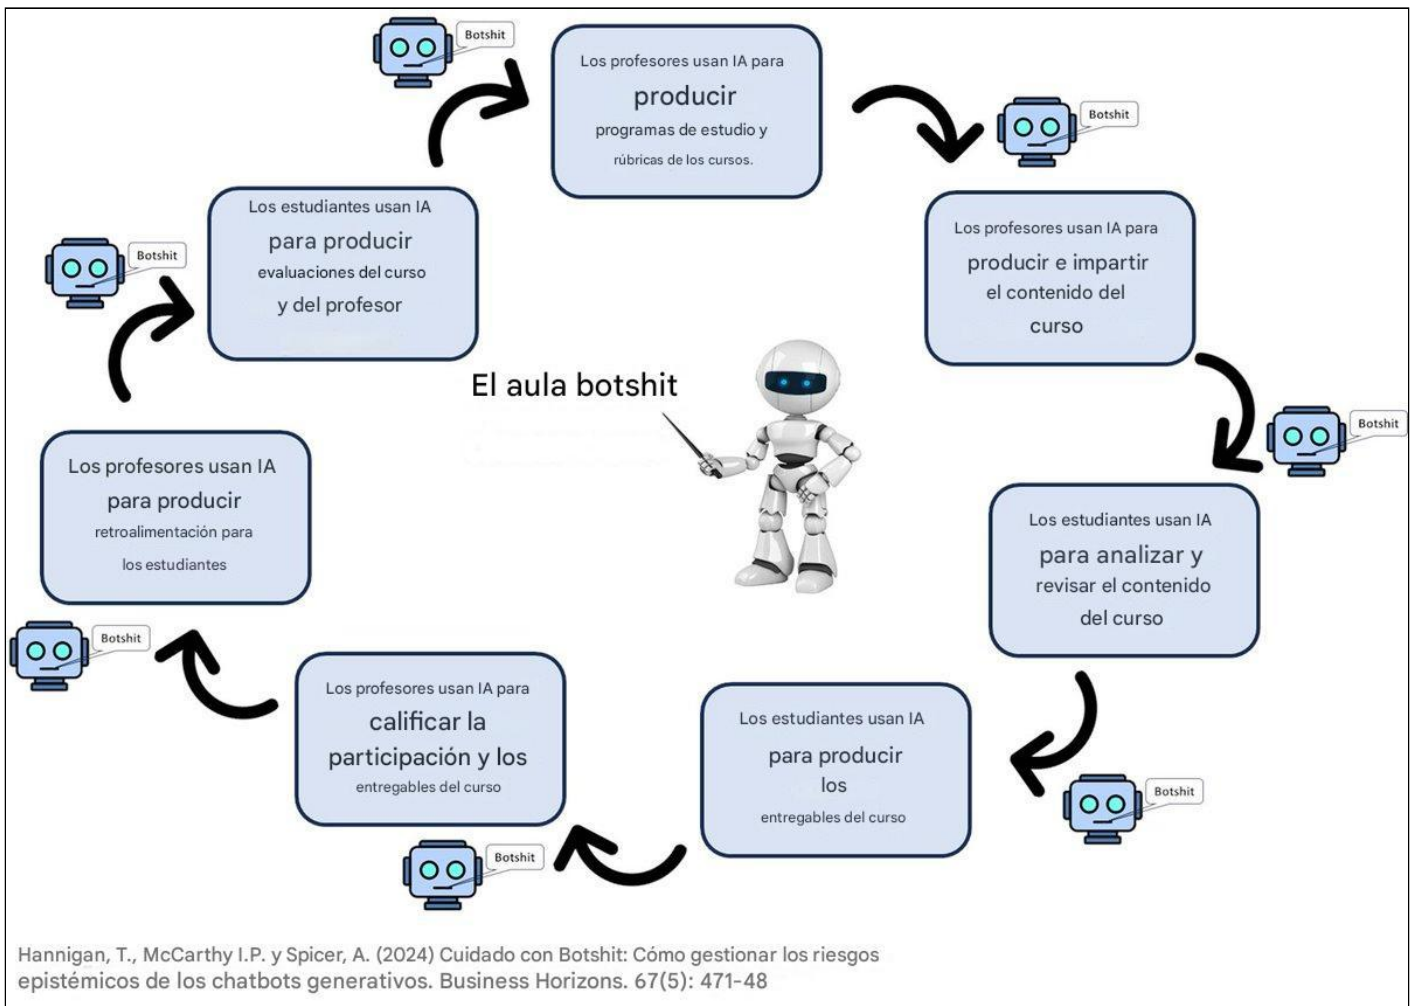 Botshit
Los profesores usan IA para
producir
programas de estudio y
rúbricas de los cursos.
Botshit
Los profesores usan IA para
producir e impartir
el contenido del
curso
Botshit
Los estudiantes usan IA
para analizar y
revisar el contenido
del curso
Botshit
Los estudiantes usan IA
para producir
los
entregables del curso
Botshit
Los profesores usan IA para
calificar la
participación y los
entregables del curso
Botshit
Los profesores usan IA
para producir
retroalimentación para
los estudiantes
Botshit
Los estudiantes usan IA
para producir
evaluaciones del curso
y del profesor
El aula botshit
Hannigan, T., McCarthy I.P. y Spicer, A. (2024) Cuidado con Botshit: Cómo gestionar los riesgos
epistémicos de los chatbots generativos. Business Horizons. 67(5): 471-48